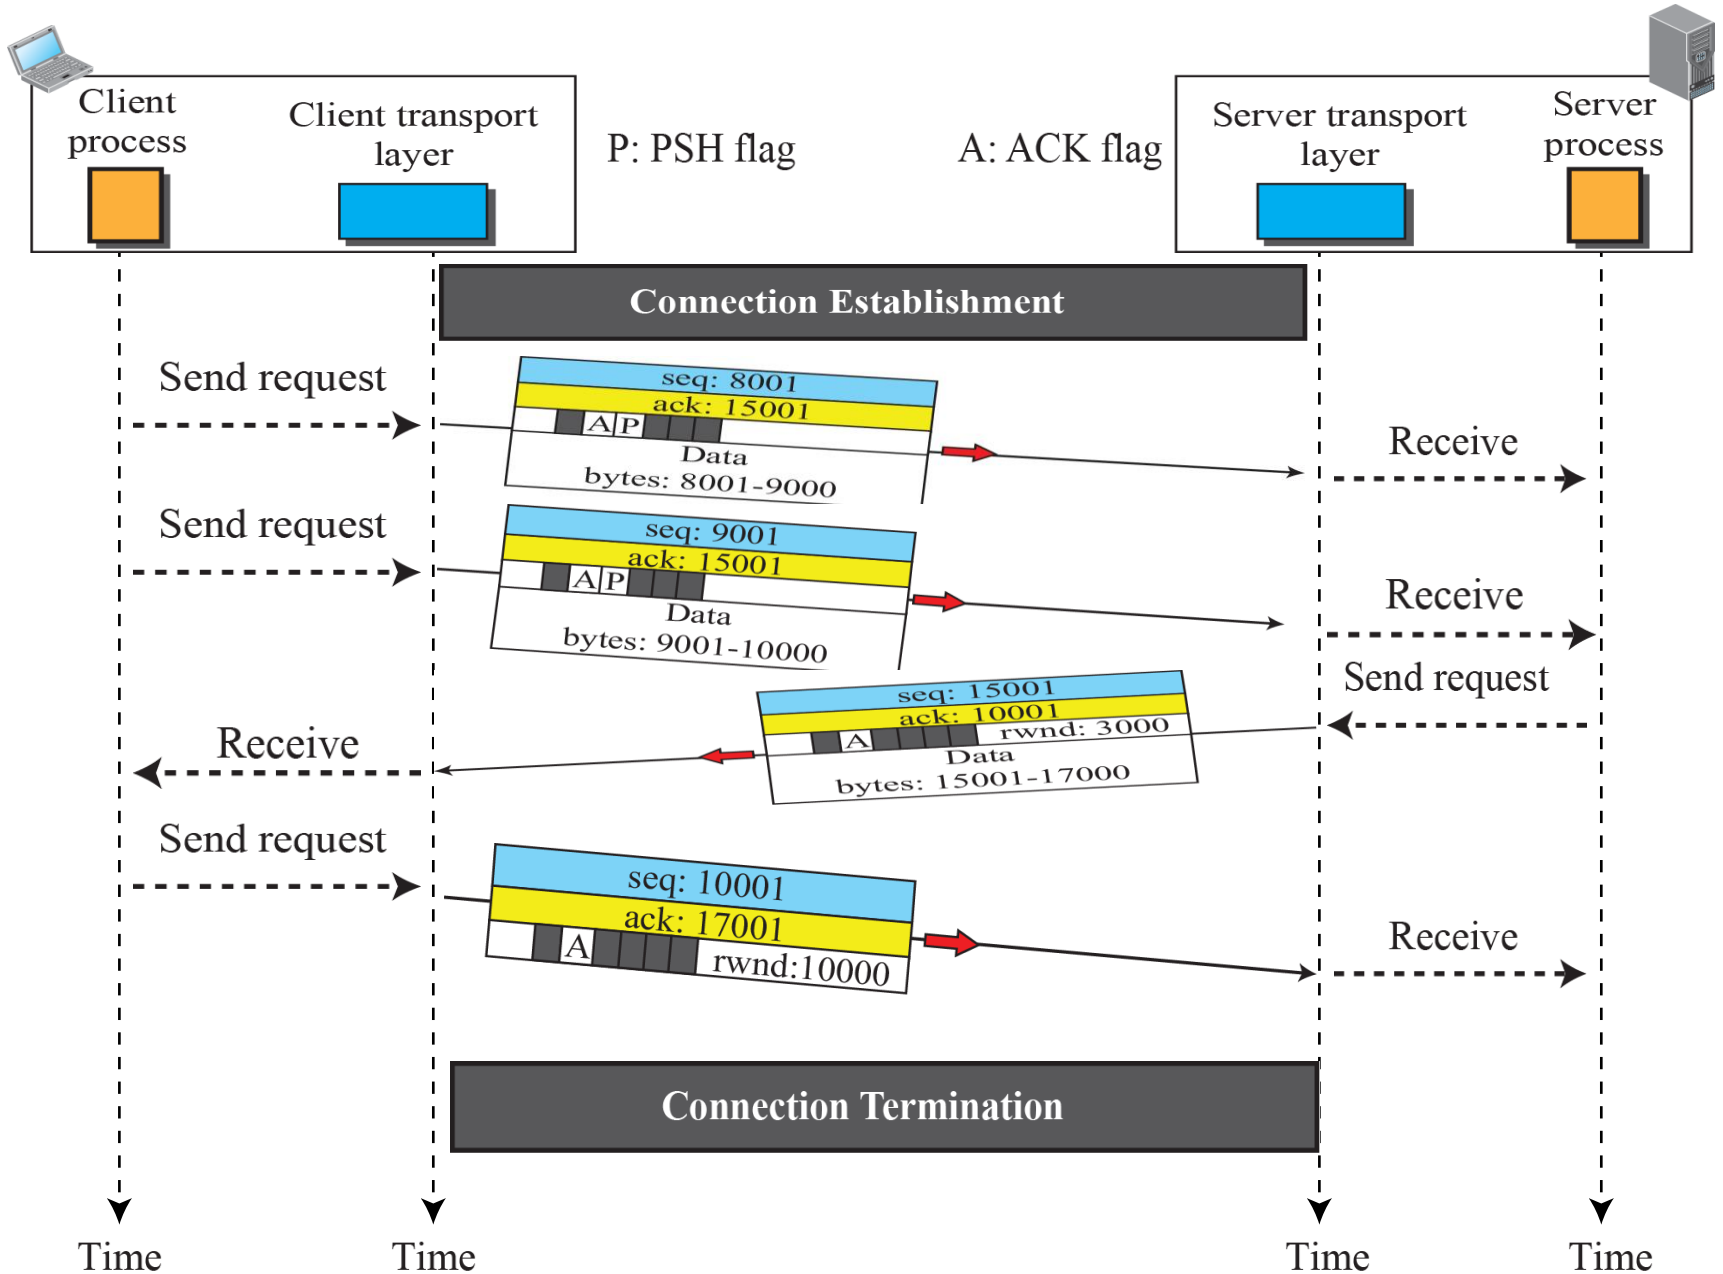 Client
process
Client transport
layer
P: PSH flag
A: ACK flag
Server transport
layer
Server
process
Connection Establishment
Send request
seq: 8001
ack: 15001
A P
Data
bytes: 8001-9000
Receive
Send request
seq: 9001
ack: 15001
A P
Data
bytes: 9001-10000
Receive
Send request
seq: 15001
ack: 10001
A rwnd: 3000
Data
bytes: 15001-17000
Receive
Send request
seq: 10001
ack: 17001
A rwnd:10000
Receive
Connection Termination
Time
Time
Time
Time